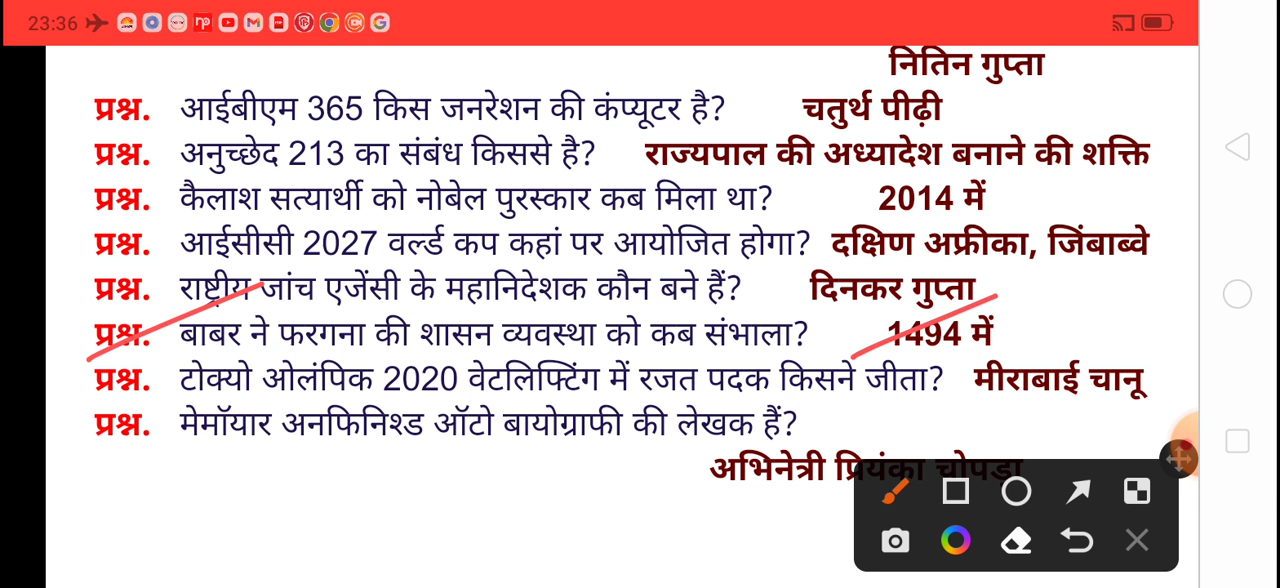 23:36
नितिन गुप्ता
प्रश्न. आईबीएम 365 किस जनरेशन की कंप्यूटर है? चतुर्थ पीढ़ी
प्रश्न. अनुच्छेद 213 का संबंध किससे है? राज्यपाल की अध्यादेश बनाने की शक्ति
प्रश्न. कैलाश सत्यार्थी को नोबेल पुरस्कार कब मिला था? 2014 में
प्रश्न. आईसीसी 2027 वर्ल्ड कप कहां पर आयोजित होगा? दक्षिण अफ्रीका, जिंबाब्वे
प्रश्न. राष्ट्रीय जांच एजेंसी के महानिदेशक कौन बने हैं? दिनकर गुप्ता
प्रश्न. बाबर ने फरगना की शासन व्यवस्था को कब संभाला? 1494 में
प्रश्न. टोक्यो ओलंपिक 2020 वेटलिफ्टिंग में रजत पदक किसने जीता? मीराबाई चानू
प्रश्न. मेमॉयार अनफिनिश्ड ऑटो बायोग्राफी की लेखक हैं?
अभिनेत्री प्रियंका चोपड़ा